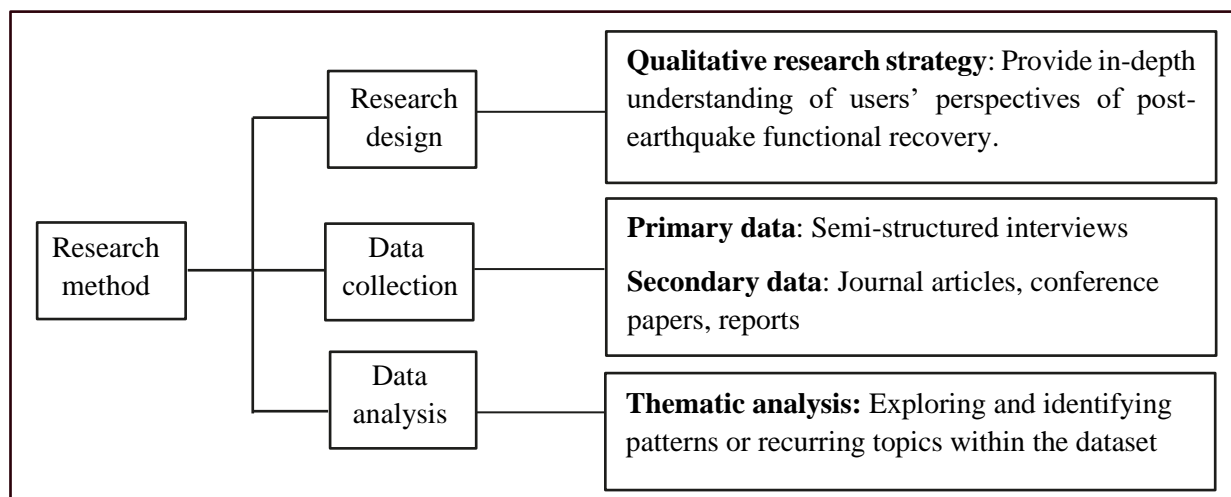 Research
method
Research
design
Qualitative research strategy: Provide in-depth
understanding of users’ perspectives of post-
earthquake functional recovery.
Data
collection
Primary data: Semi-structured interviews
Secondary data: Journal articles, conference
papers, reports
Data
analysis
Thematic analysis: Exploring and identifying
patterns or recurring topics within the dataset